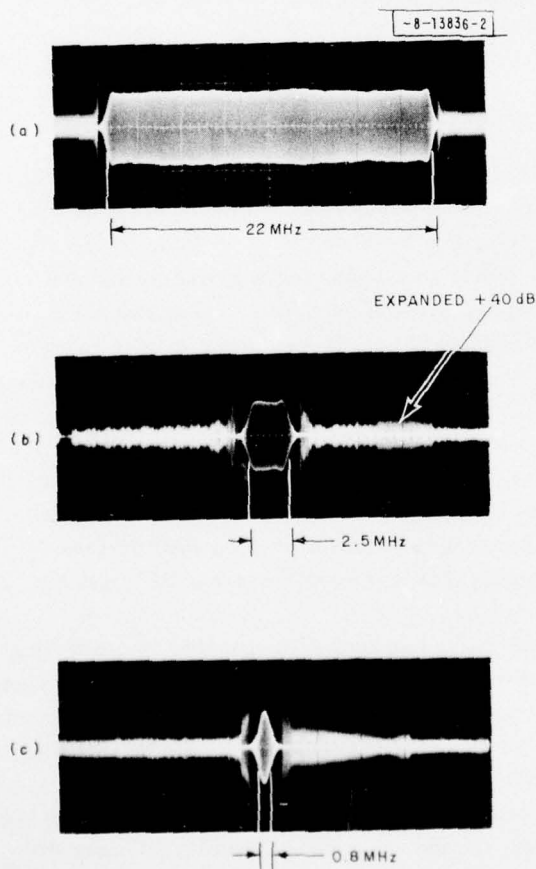 -8-13836-2
(a)
22 MHz
EXPANDED +40 dB
(b)
2.5 MHz
(c)
0.8 MHz